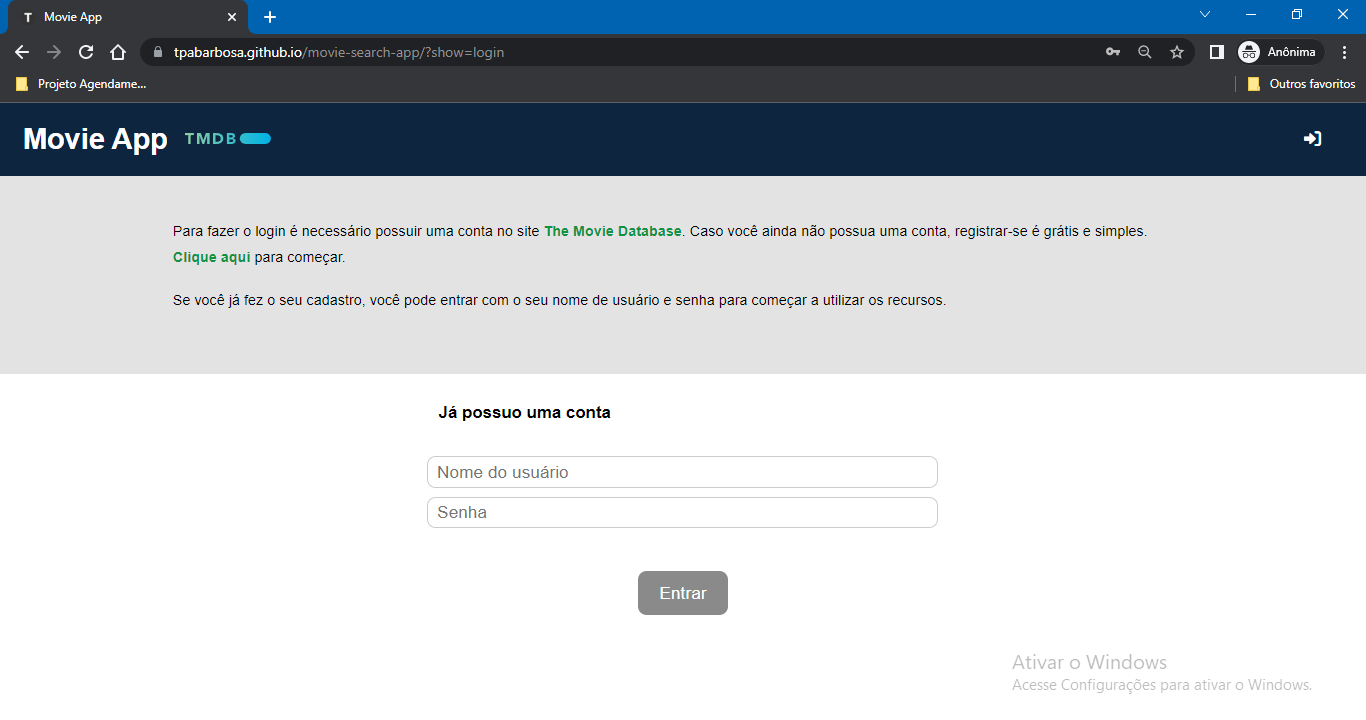 T Movie App
tpabarbosa.github.io/movie-search-app/?show=login
Anônima
Projeto Agendame...
Outros favoritos
Movie App TMDB
Para fazer o login é necessário possuir uma conta no site The Movie Database. Caso você ainda não possua uma conta, registrar-se é grátis e simples.
Clique aqui para começar.
Se você já fez o seu cadastro, você pode entrar com o seu nome de usuário e senha para começar a utilizar os recursos.
Já possuo uma conta
Nome do usuário
Senha
Entrar
Ativar o Windows
Acesse Configurações para ativar o Windows.